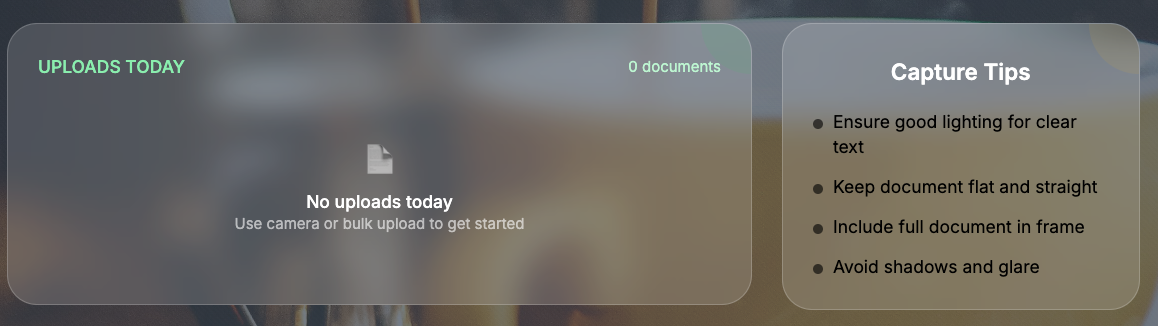 UPLOADS TODAY
0 documents
No uploads today
Use camera or bulk upload to get started
Capture Tips
Ensure good lighting for clear
text
Keep document flat and straight
Include full document in frame
Avoid shadows and glare